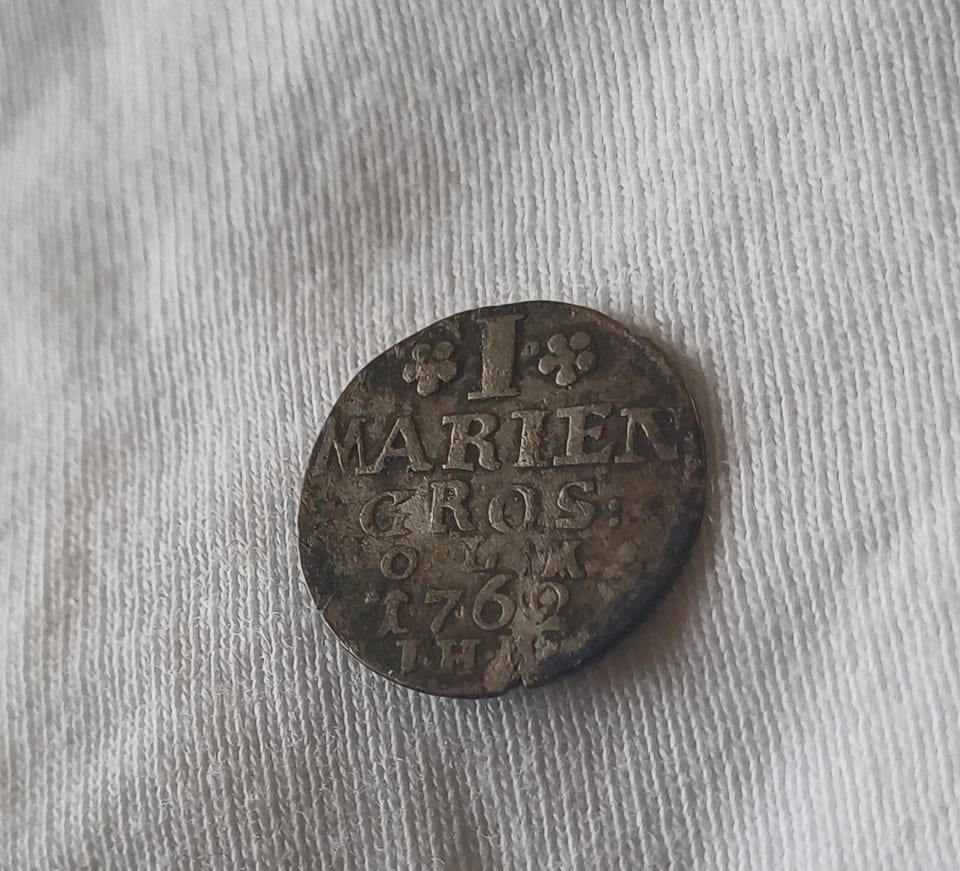 I
MARIEN
GROS:
O L M
1762